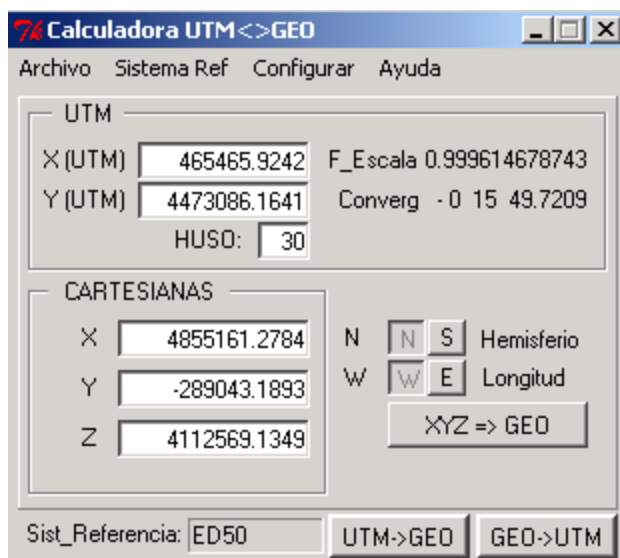 Calculadora UTM<>GEO
Archivo Sistema Ref Configurar Ayuda
UTM
X (UTM) 465465.9242 F_Escala 0.999614678743
Y (UTM) 4473086.1641 Converg - 0 15 49.7209
HUSO: 30
CARTESIANAS
X 4855161.2784 N N S Hemisferio
Y -289043.1893 W W E Longitud
Z 4112569.1349 XYZ => GEO
Sist_Referencia: ED50 UTM->GEO GEO->UTM